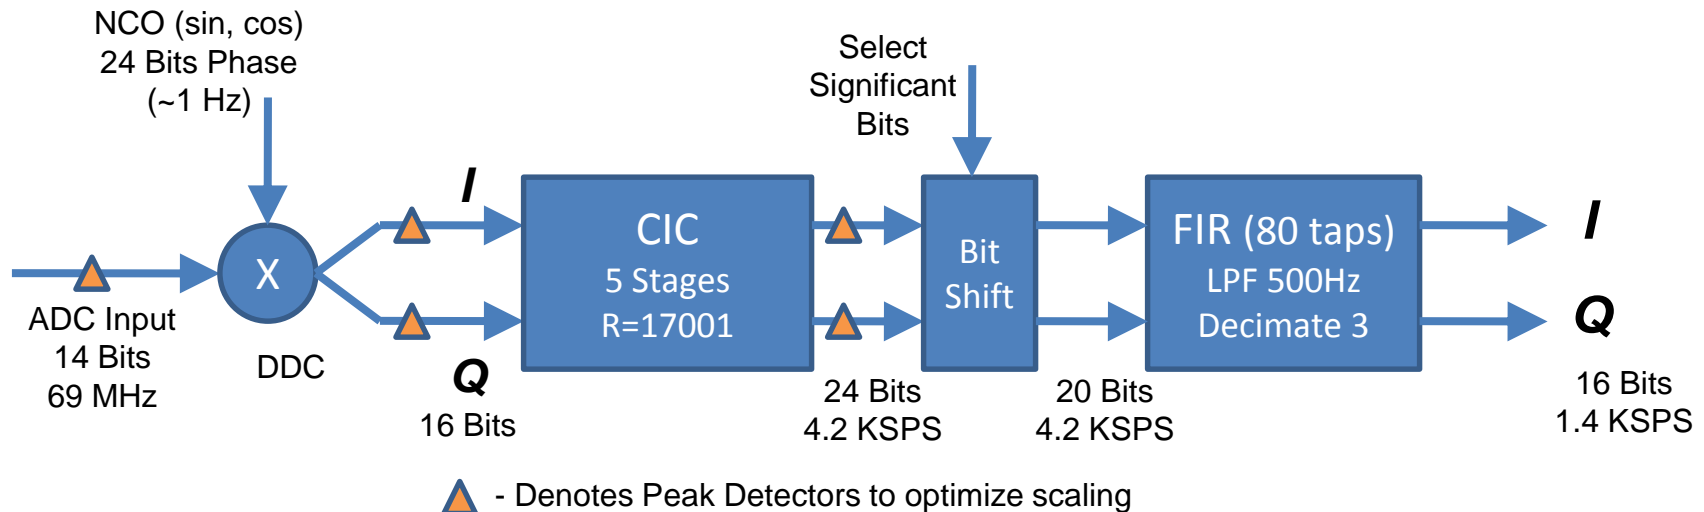 NCO (sin, cos)
24 Bits Phase
(~1 Hz)
Select
Significant
Bits
ADC Input
14 Bits
69 MHz
X
DDC
I
Q
16 Bits
CIC
5 Stages
R=17001
24 Bits
4.2 KSPS
Bit
Shift
20 Bits
4.2 KSPS
FIR (80 taps)
LPF 500Hz
Decimate 3
I
Q
16 Bits
1.4 KSPS
- Denotes Peak Detectors to optimize scaling